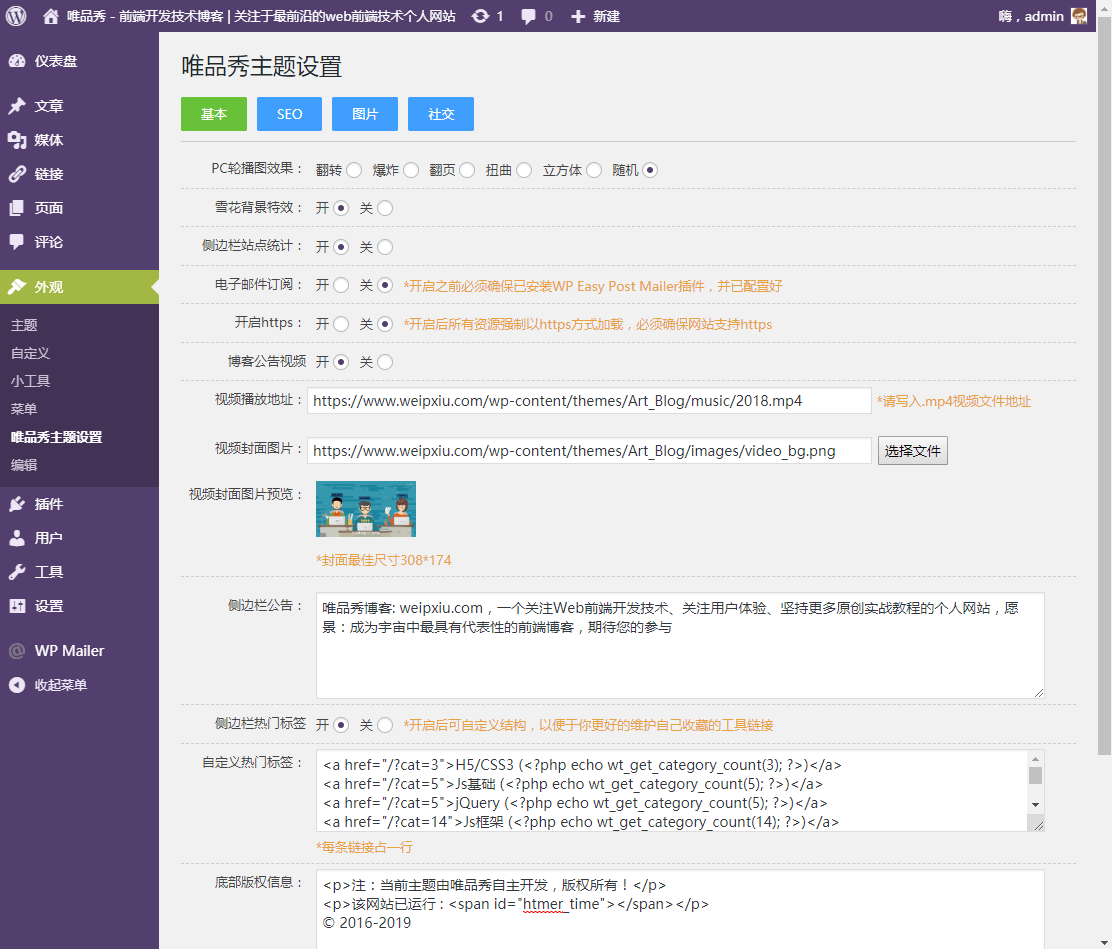 唯品秀 - 前端开发技术博客 | 关注于最前沿的web前端技术个人网站 1 0 新建 嗨，admin
仪表盘
文章
媒体
链接
页面
评论
外观
主题
自定义
小工具
菜单
唯品秀主题设置
编辑
插件
用户
工具
设置
WP Mailer
收起菜单
唯品秀主题设置
基本 SEO 图片 社交
PC轮播图效果： 翻转 爆炸 翻页 扭曲 立方体 随机
雪花背景特效： 开 关
侧边栏站点统计： 开 关
电子邮件订阅： 开 关 *开启之前必须确保已安装WP Easy Post Mailer插件，并已配置好
开启https： 开 关 *开启后所有资源强制以https方式加载，必须确保网站支持https
博客公告视频 开 关
视频播放地址： https://www.weipxiu.com/wp-content/themes/Art_Blog/music/2018.mp4 *请写入.mp4视频文件地址
视频封面图片： https://www.weipxiu.com/wp-content/themes/Art_Blog/images/video_bg.png 选择文件
视频封面图片预览：
*封面最佳尺寸308*174
侧边栏公告： 唯品秀博客: weipxiu.com，一个关注Web前端开发技术、关注用户体验、坚持更多原创实战教程的个人网站，愿
景：成为宇宙中最具有代表性的前端博客，期待您的参与
侧边栏热门标签 开 关 *开启后可自定义结构，以便于你更好的维护自己收藏的工具链接
自定义热门标签： <a href="/?cat=3">H5/CSS3 (<?php echo wt_get_category_count(3); ?>)</a>
<a href="/?cat=5">Js基础 (<?php echo wt_get_category_count(5); ?>)</a>
<a href="/?cat=5">jQuery (<?php echo wt_get_category_count(5); ?>)</a>
<a href="/?cat=14">Js框架 (<?php echo wt_get_category_count(14); ?>)</a>
*每条链接占一行
底部版权信息： <p>注：当前主题由唯品秀自主开发，版权所有！</p>
<p>该网站已运行：<span id="htmer_time"></span></p>
© 2016-2019